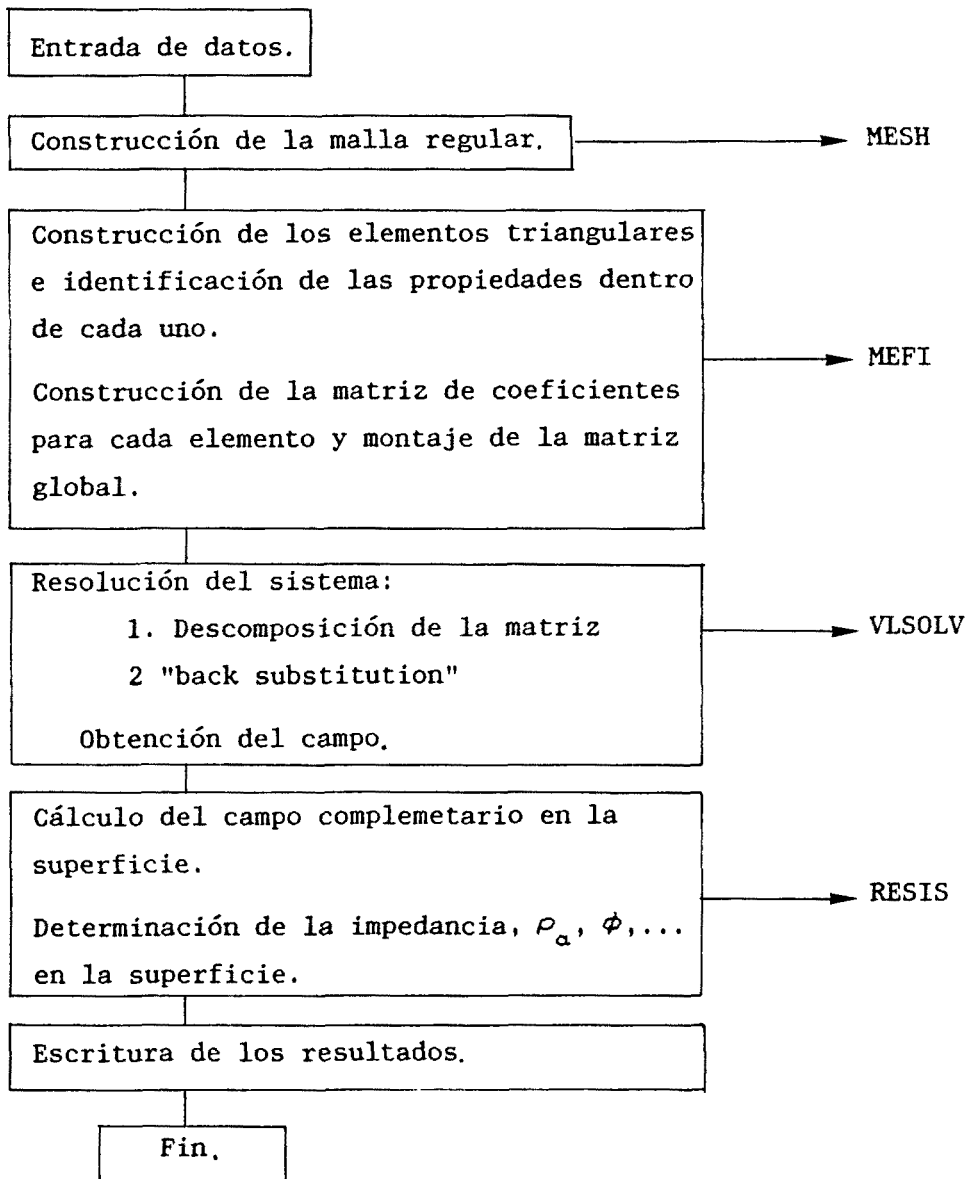 Entrada de datos.
Construcción de la malla regular.
MESH
Construcción de los elementos triangulares
e identificación de las propiedades dentro
de cada uno.
Construcción de la matriz de coeficientes
para cada elemento y montaje de la matriz
global.
MEFI
Resolución del sistema:
1. Descomposición de la matriz
2 "back substitution"
Obtención del campo.
VLSOLV
Cálculo del campo complemetario en la
superficie.
Determinación de la impedancia, ρₐ, φ,...
en la superficie.
RESIS
Escritura de los resultados.
Fin.